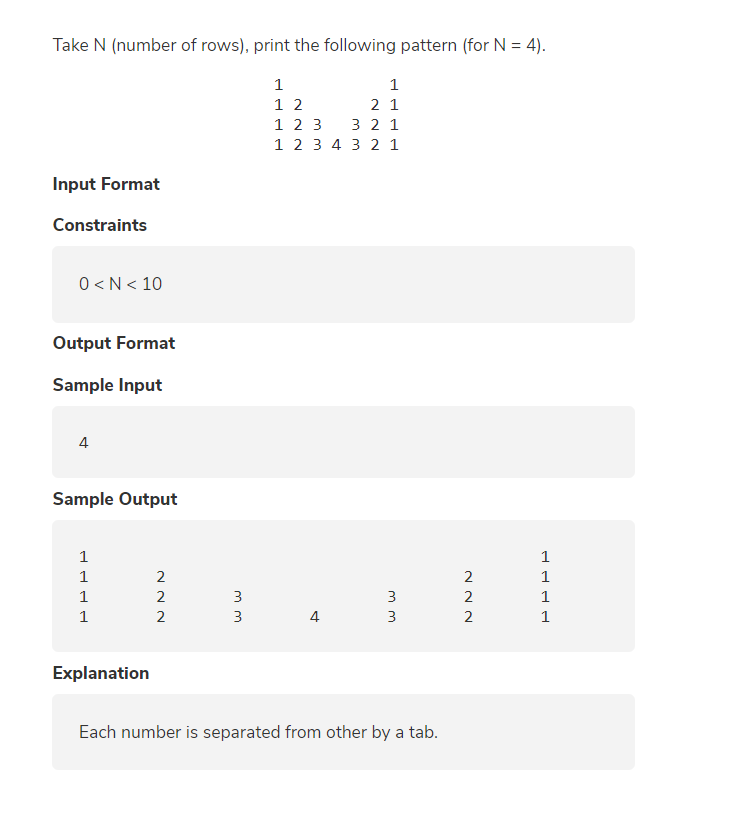 Take N (number of rows), print the following pattern (for N = 4).
1 1
1 2 2 1
1 2 3 3 2 1
1 2 3 4 3 2 1
Input Format
Constraints
0 < N < 10
Output Format
Sample Input
4
Sample Output
1 1
1 2 2 1
1 2 3 3 2 1
1 2 3 4 3 2 1
Explanation
Each number is separated from other by a tab.